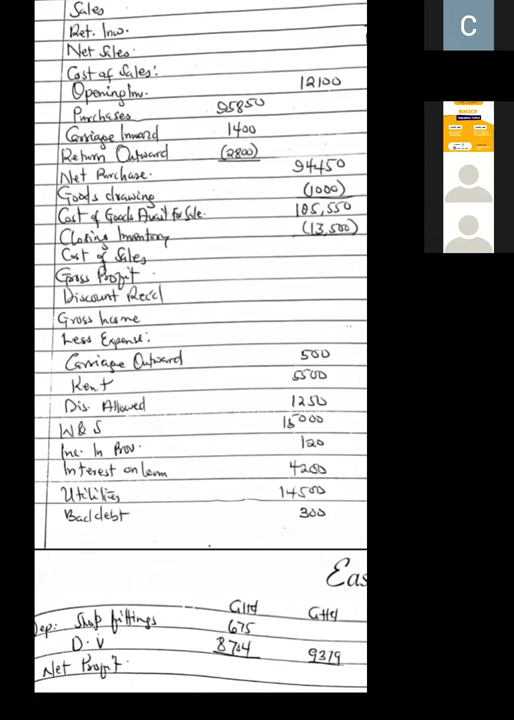 C
Sales
Ret. Inw.
Net Sales.
Cost of Sales:
Opening Inv. 12100
Purchases 95850
Carriage Inward 1400
Return Outward (2800)
Net Purchase. 94450
Goods drawing (1000)
Cost of Goods Avail for Sale. 105,550
Closing Inventory (13,500)
Cost of Sales
Gross Profit
Discount Rec'd
Gross Income
Less Expense:
Carriage Outward 500
Rent 5500
Dis. Allowed 1250
W & S 15000
Inc. In Prov. 120
Interest on loan 4200
Utilities 14500
Bad debt 300
Eas
GH¢ GH¢
Dep: Shop fittings 675
D. V 8704 9379
Net Profit.